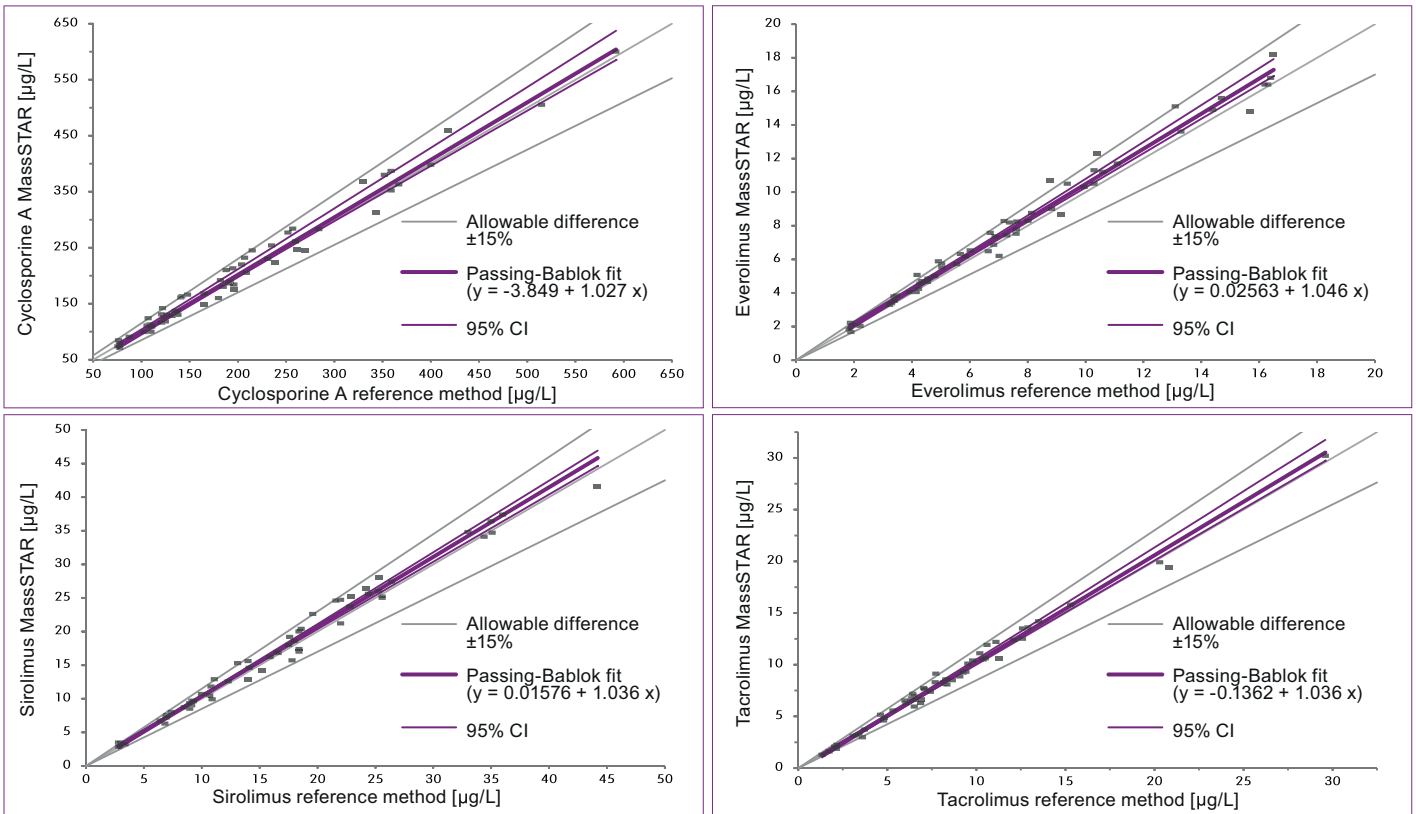 650
550
450
350
250
150
50
50 100 150 200 250 300 350 400 450 500 550 600 650
Cyclosporine A MassSTAR [µg/L]
Cyclosporine A reference method [µg/L]
Allowable difference
±15%
Passing-Bablok fit
(y = -3.849 + 1.027 x)
95% CI
20
18
16
14
12
10
8
6
4
2
0
0 2 4 6 8 10 12 14 16 18 20
Everolimus MassSTAR [µg/L]
Everolimus reference method [µg/L]
Allowable difference
±15%
Passing-Bablok fit
(y = 0.02563 + 1.046 x)
95% CI
50
45
40
35
30
25
20
15
10
5
0
0 5 10 15 20 25 30 35 40 45 50
Sirolimus MassSTAR [µg/L]
Sirolimus reference method [µg/L]
Allowable difference
±15%
Passing-Bablok fit
(y = 0.01576 + 1.036 x)
95% CI
30
25
20
15
10
5
0
0 5 10 15 20 25 30
Tacrolimus MassSTAR [µg/L]
Tacrolimus reference method [µg/L]
Allowable difference
±15%
Passing-Bablok fit
(y = -0.1362 + 1.036 x)
95% CI